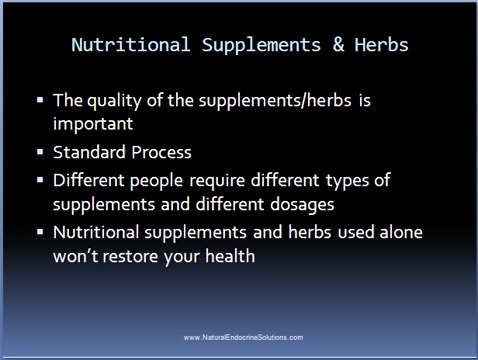 Nutritional Supplements & Herbs
▪ The quality of the supplements/herbs is
important
▪ Standard Process
▪ Different people require different types of
supplements and different dosages
▪ Nutritional supplements and herbs used alone
won't restore your health
www.NaturalEndocrineSolutions.com